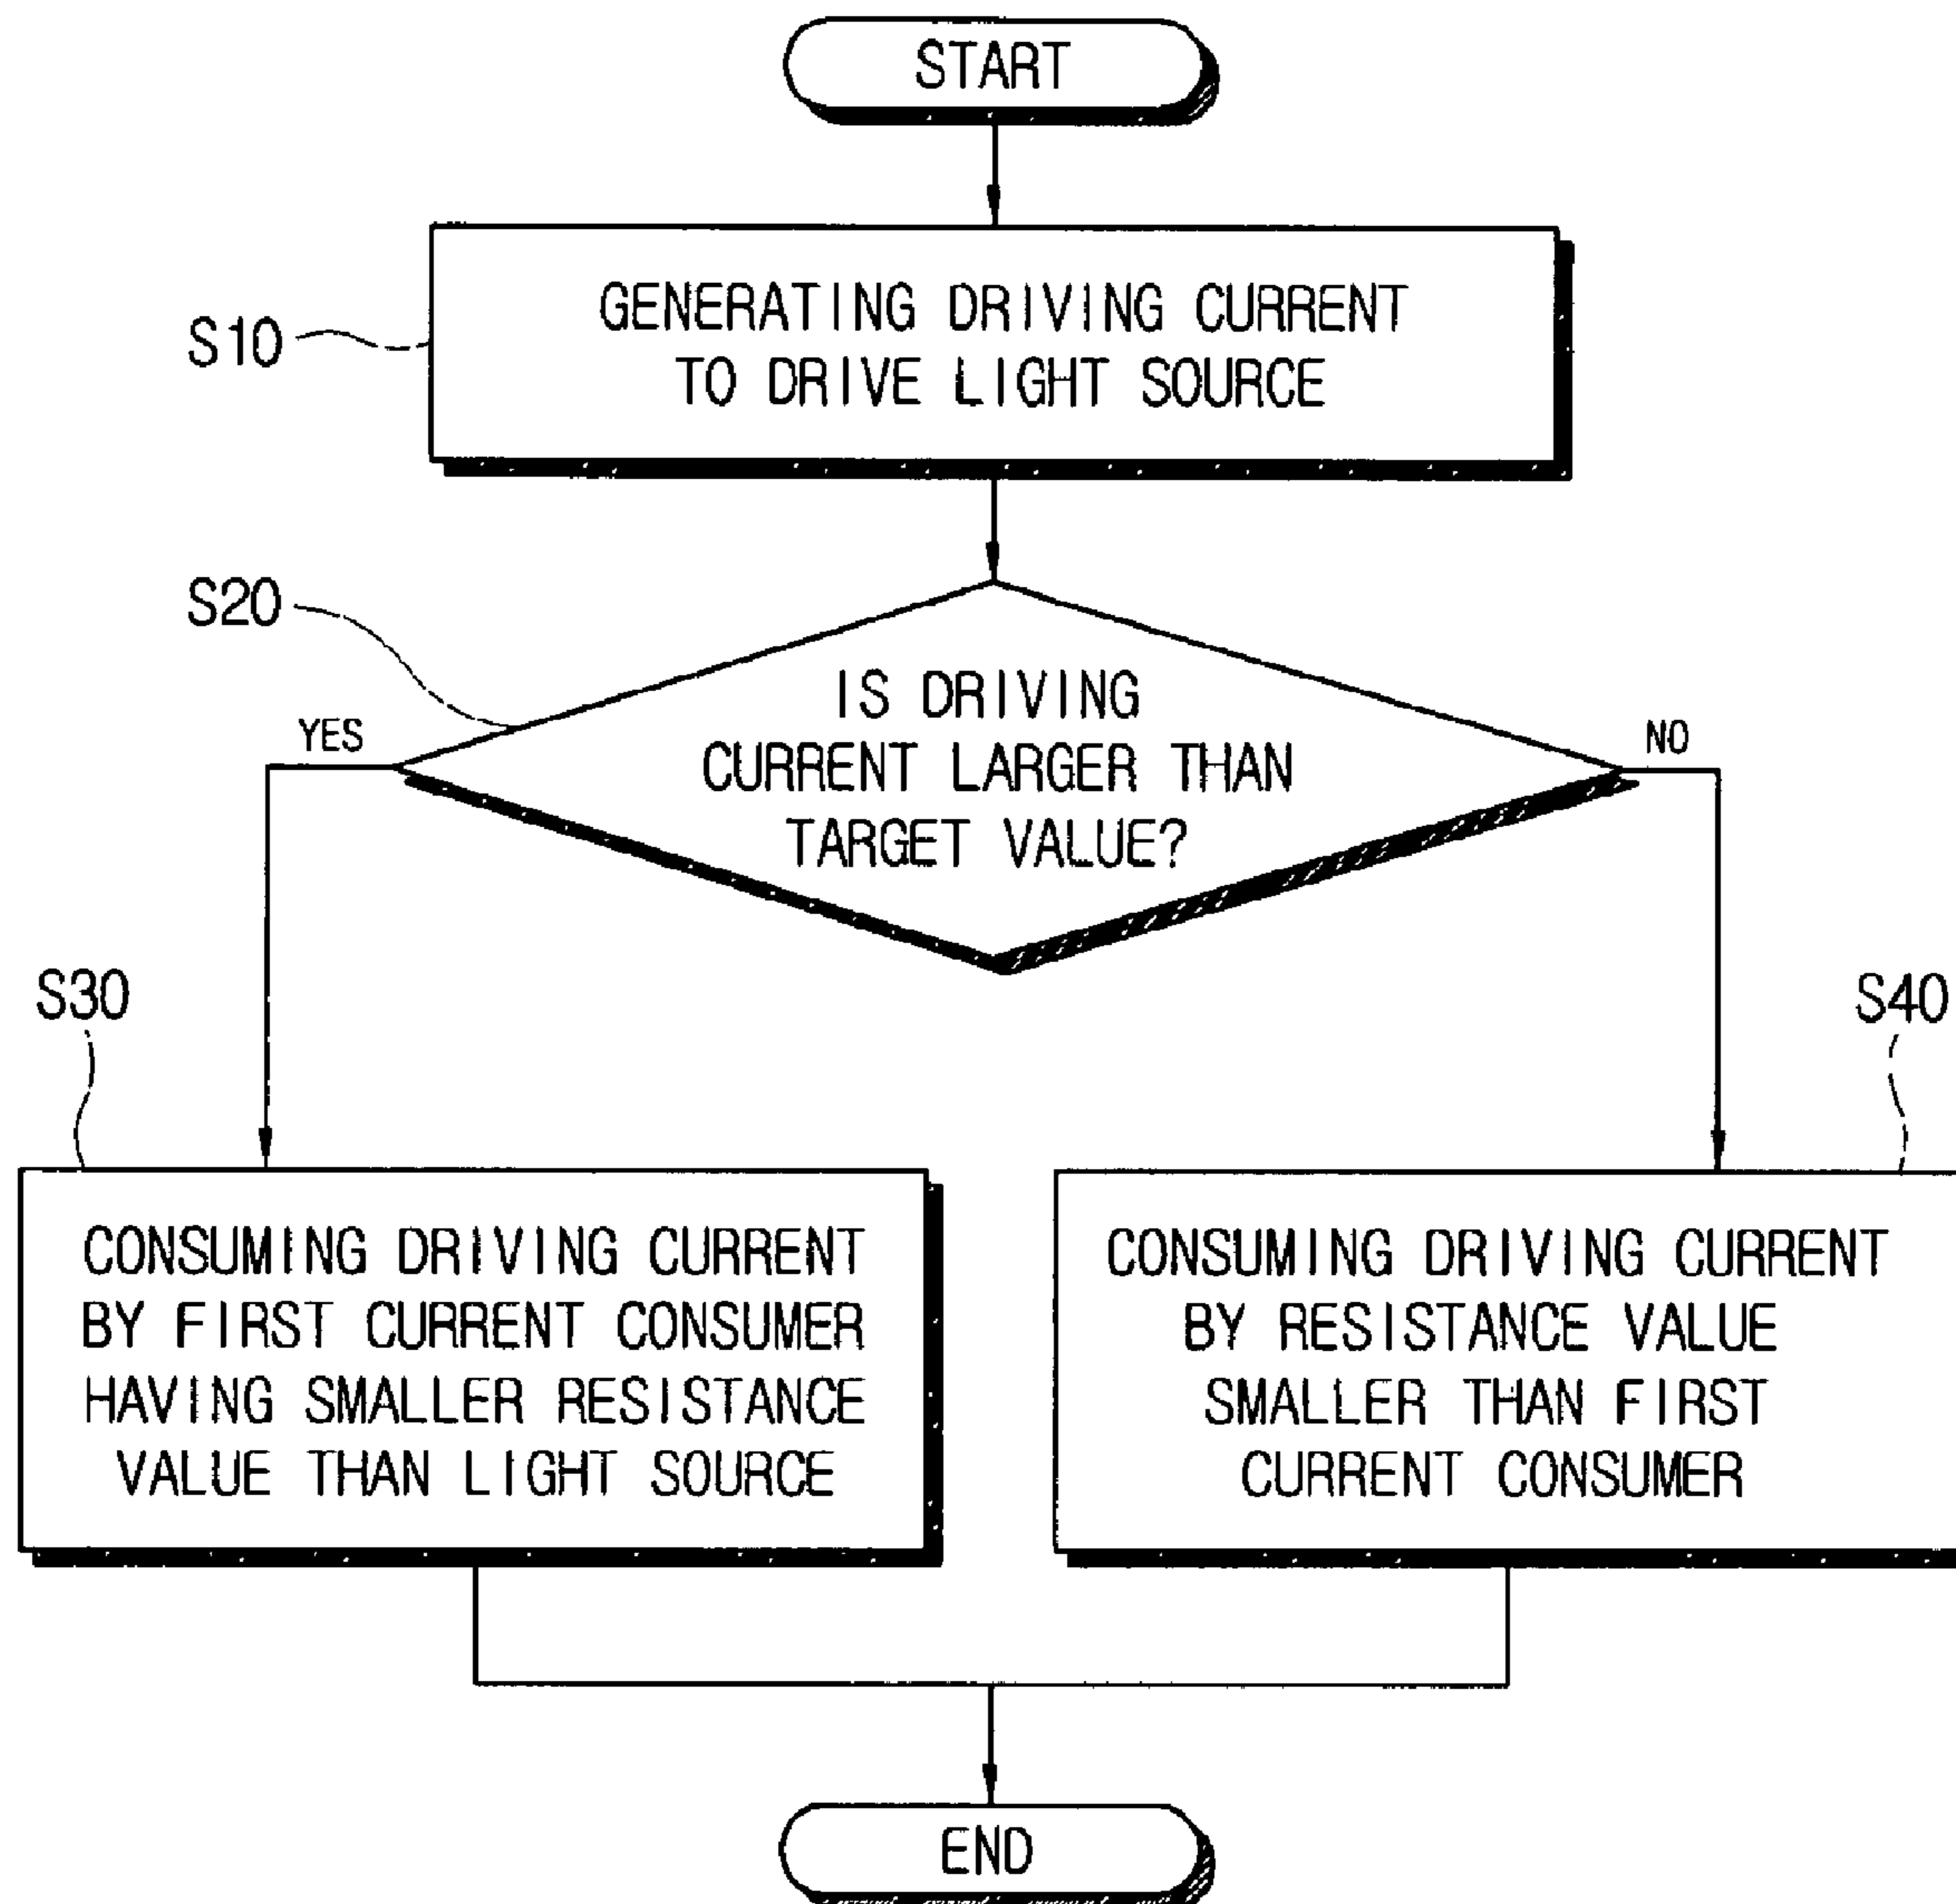 START
S10
GENERATING DRIVING CURRENT
TO DRIVE LIGHT SOURCE
S20
IS DRIVING
CURRENT LARGER THAN
TARGET VALUE?
YES
NO
S30
S40
CONSUMING DRIVING CURRENT
BY FIRST CURRENT CONSUMER
HAVING SMALLER RESISTANCE
VALUE THAN LIGHT SOURCE
CONSUMING DRIVING CURRENT
BY RESISTANCE VALUE
SMALLER THAN FIRST
CURRENT CONSUMER
END